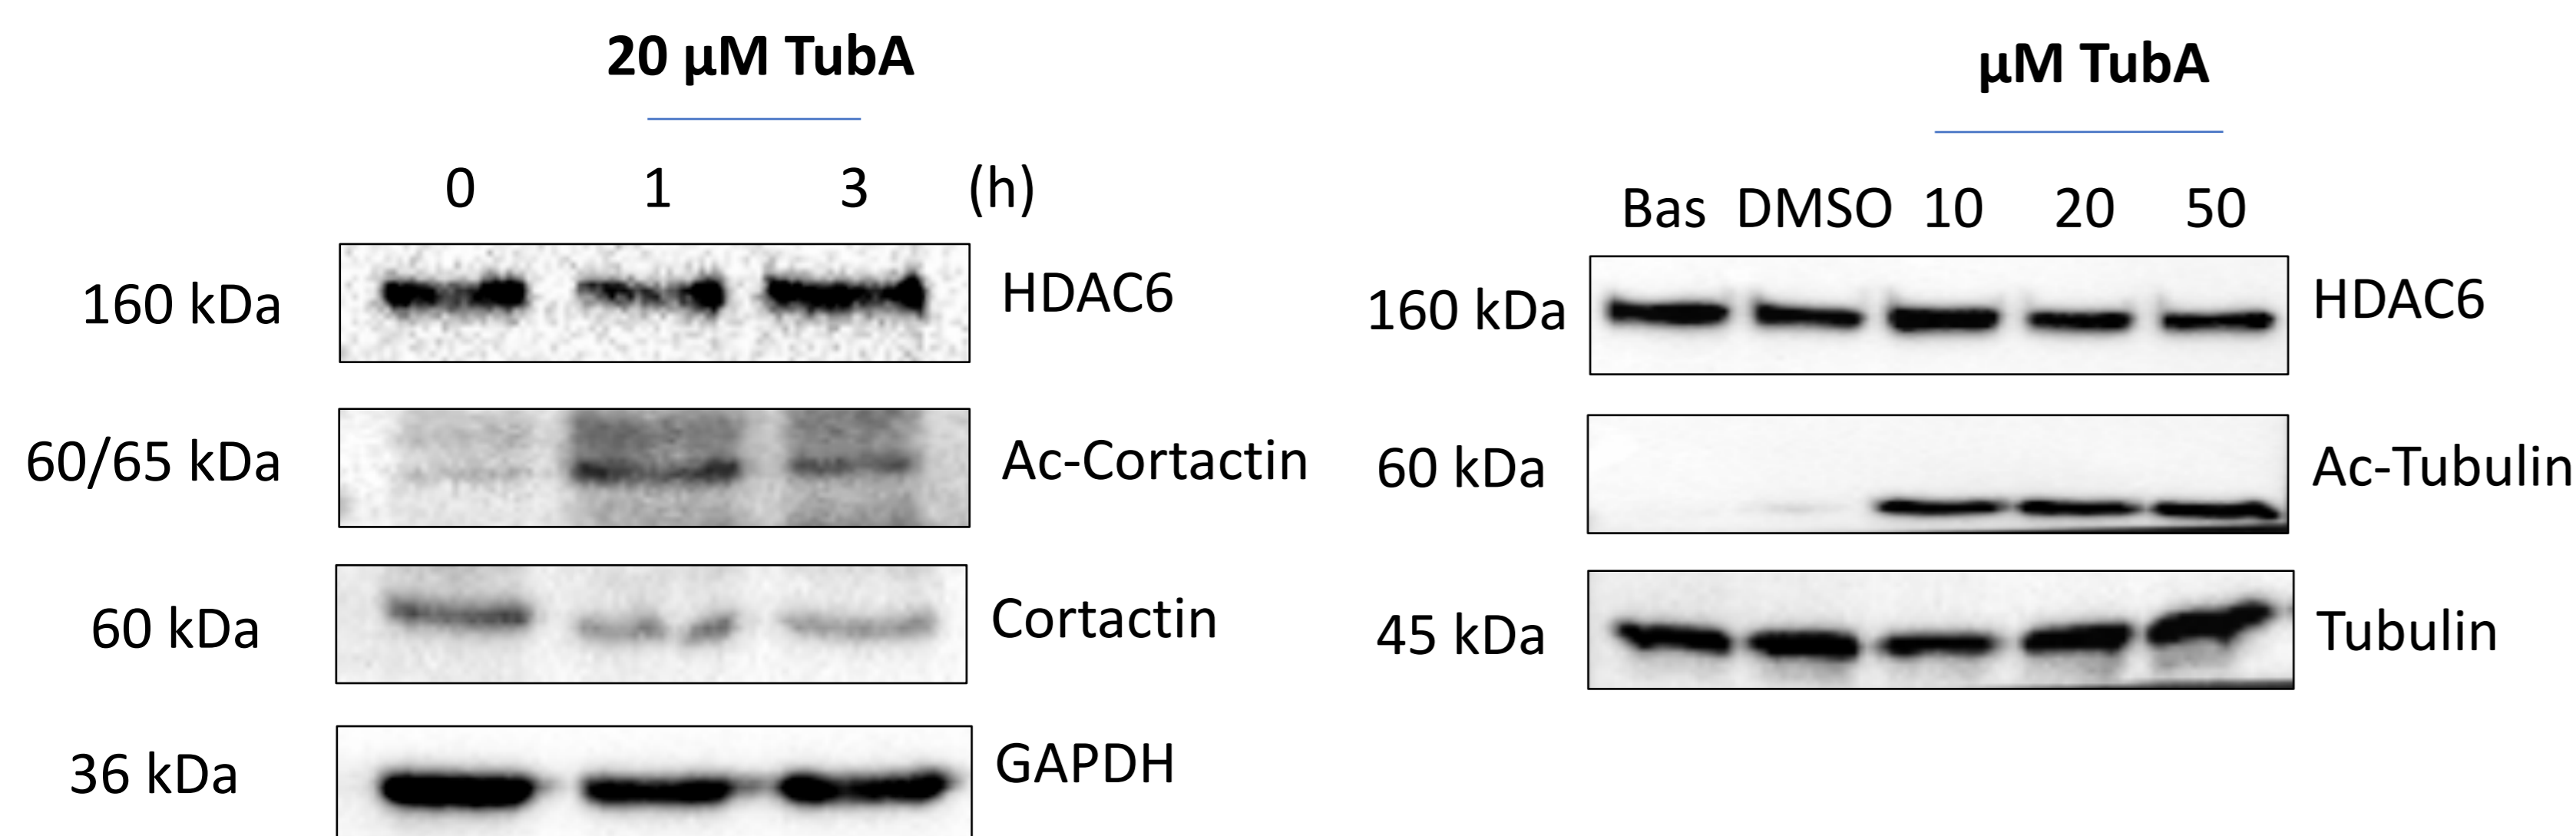 20 µM TubA
0 1 3 (h)
160 kDa HDAC6
60/65 kDa Ac-Cortactin
60 kDa Cortactin
36 kDa GAPDH
µM TubA
Bas DMSO 10 20 50
160 kDa HDAC6
60 kDa Ac-Tubulin
45 kDa Tubulin